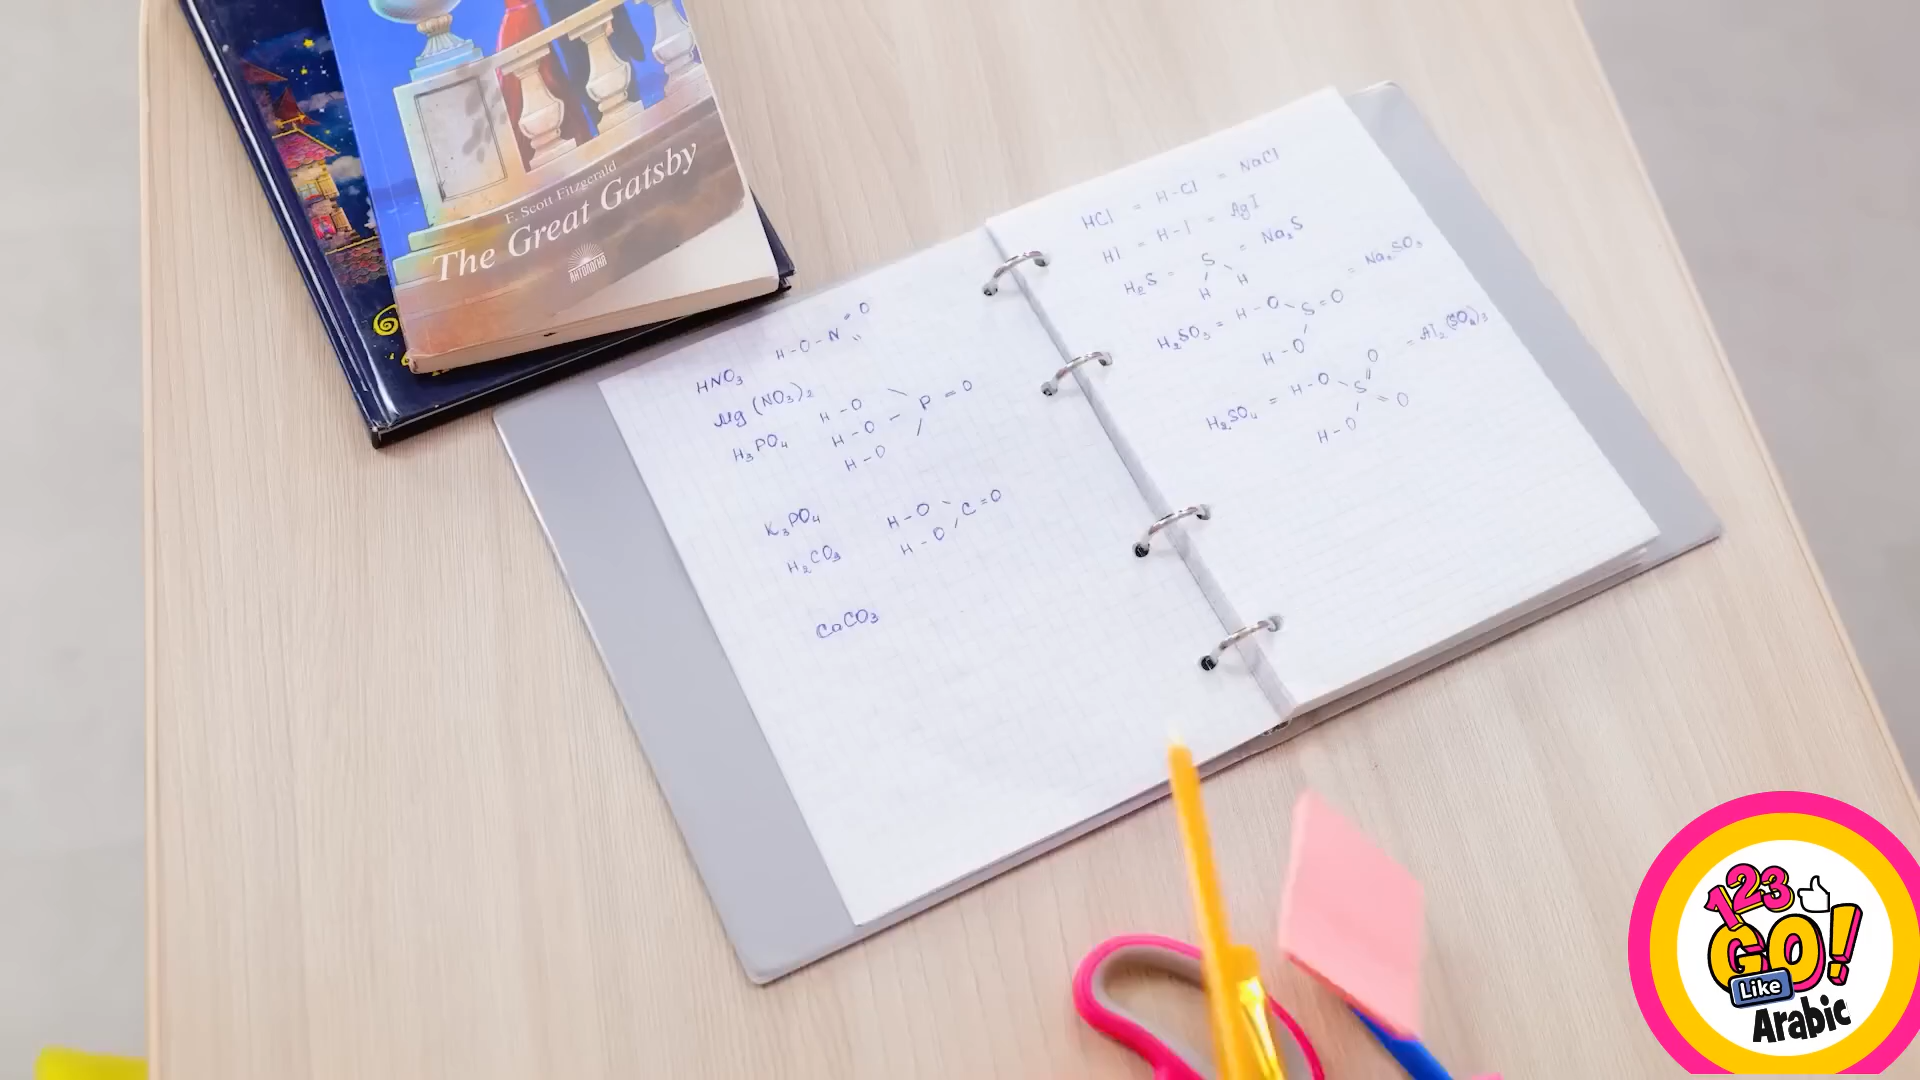 F. Scott Fitzgerald
The Great Gatsby
АНТОЛОГИЯ
H-O-N=O
HNO3
Mg(NO3)2
H-O
H3PO4 H-O - P=O
H-O
K3PO4 H-O C=O
H2CO3 H-O
CaCO3
HCl = H-Cl = NaCl
HI = H-I = AgI
H2S = S = Na2S
H H
H2SO3 = H-O S=O = Na2SO3
H-O
H2SO4 = H-O S O = Al2(SO4)3
O
H-O
123
GO!
Like
Arabic